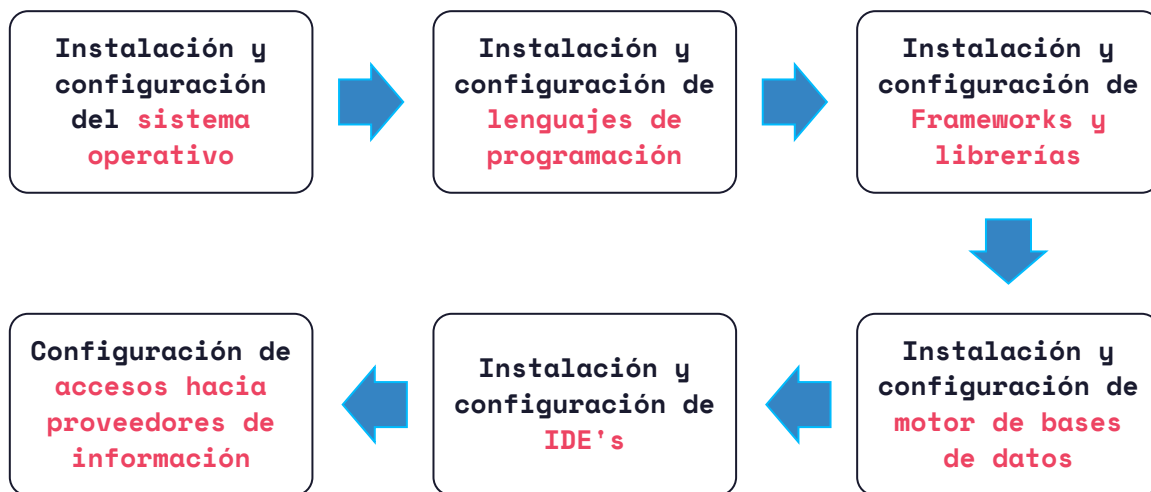 Instalación y
configuración
del sistema
operativo
Instalación y
configuración de
lenguajes de
programación
Instalación y
configuración de
Frameworks y
librerías
Instalación y
configuración de
motor de bases
de datos
Instalación y
configuración de
IDE's
Configuración de
accesos hacia
proveedores de
información